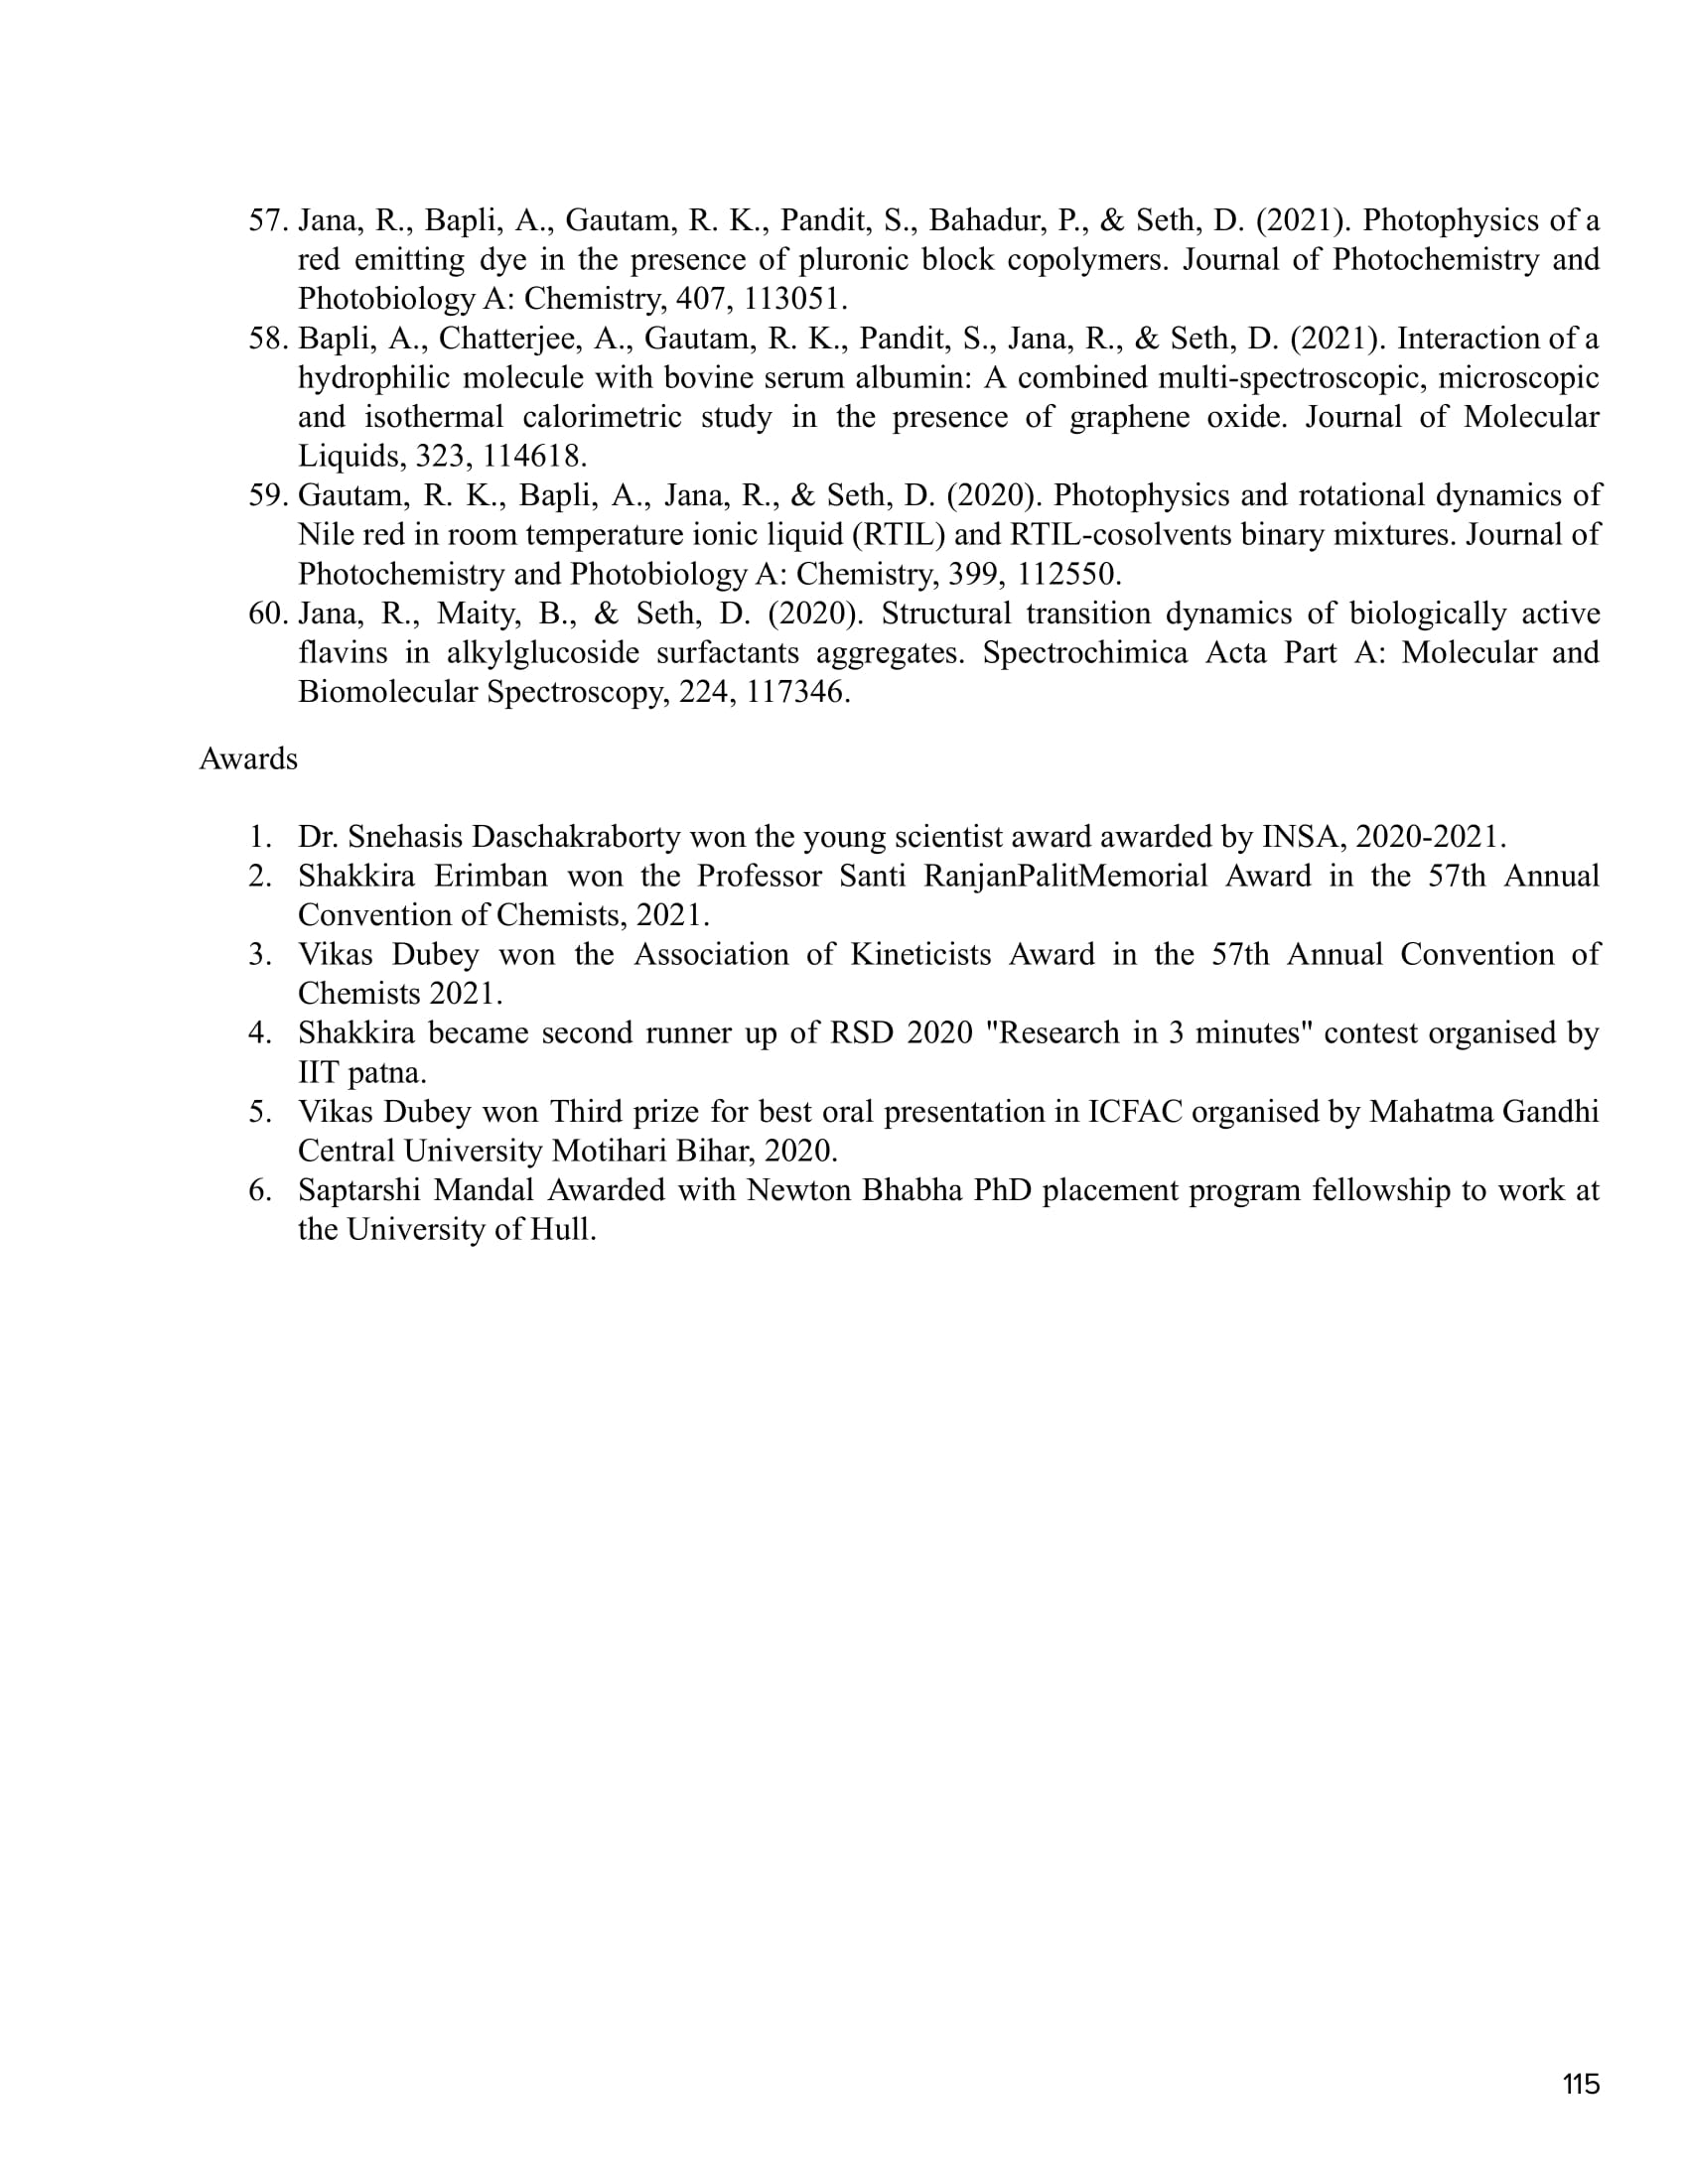 57. Jana, R., Bapli, A., Gautam, R. K., Pandit, S., Bahadur, P., & Seth, D. (2021). Photophysics of a
red emitting dye in the presence of pluronic block copolymers. Journal of Photochemistry and
Photobiology A: Chemistry, 407, 113051.
58. Bapli, A., Chatterjee, A., Gautam, R. K., Pandit, S., Jana, R., & Seth, D. (2021). Interaction of a
hydrophilic molecule with bovine serum albumin: A combined multi-spectroscopic, microscopic
and isothermal calorimetric study in the presence of graphene oxide. Journal of Molecular
Liquids, 323, 114618.
59. Gautam, R. K., Bapli, A., Jana, R., & Seth, D. (2020). Photophysics and rotational dynamics of
Nile red in room temperature ionic liquid (RTIL) and RTIL-cosolvents binary mixtures. Journal of
Photochemistry and Photobiology A: Chemistry, 399, 112550.
60. Jana, R., Maity, B., & Seth, D. (2020). Structural transition dynamics of biologically active
flavins in alkylglucoside surfactants aggregates. Spectrochimica Acta Part A: Molecular and
Biomolecular Spectroscopy, 224, 117346.
Awards
1. Dr. Snehasis Daschakraborty won the young scientist award awarded by INSA, 2020-2021.
2. Shakkira Erimban won the Professor Santi RanjanPalitMemorial Award in the 57th Annual
Convention of Chemists, 2021.
3. Vikas Dubey won the Association of Kineticists Award in the 57th Annual Convention of
Chemists 2021.
4. Shakkira became second runner up of RSD 2020 "Research in 3 minutes" contest organised by
IIT patna.
5. Vikas Dubey won Third prize for best oral presentation in ICFAC organised by Mahatma Gandhi
Central University Motihari Bihar, 2020.
6. Saptarshi Mandal Awarded with Newton Bhabha PhD placement program fellowship to work at
the University of Hull.
115